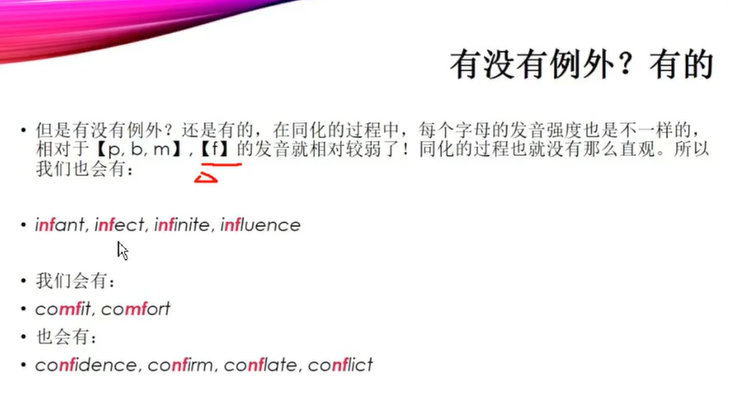 有没有例外？有的
• 但是有没有例外？还是有的，在同化的过程中，每个字母的发音强度也是不一样的，
相对于【p, b, m】,【f】的发音就相对较弱了！同化的过程也就没有那么直观。所以
我们也会有：
• infant, infect, infinite, influence
• 我们会有：
• comfit, comfort
• 也会有：
• confidence, confirm, conflate, conflict